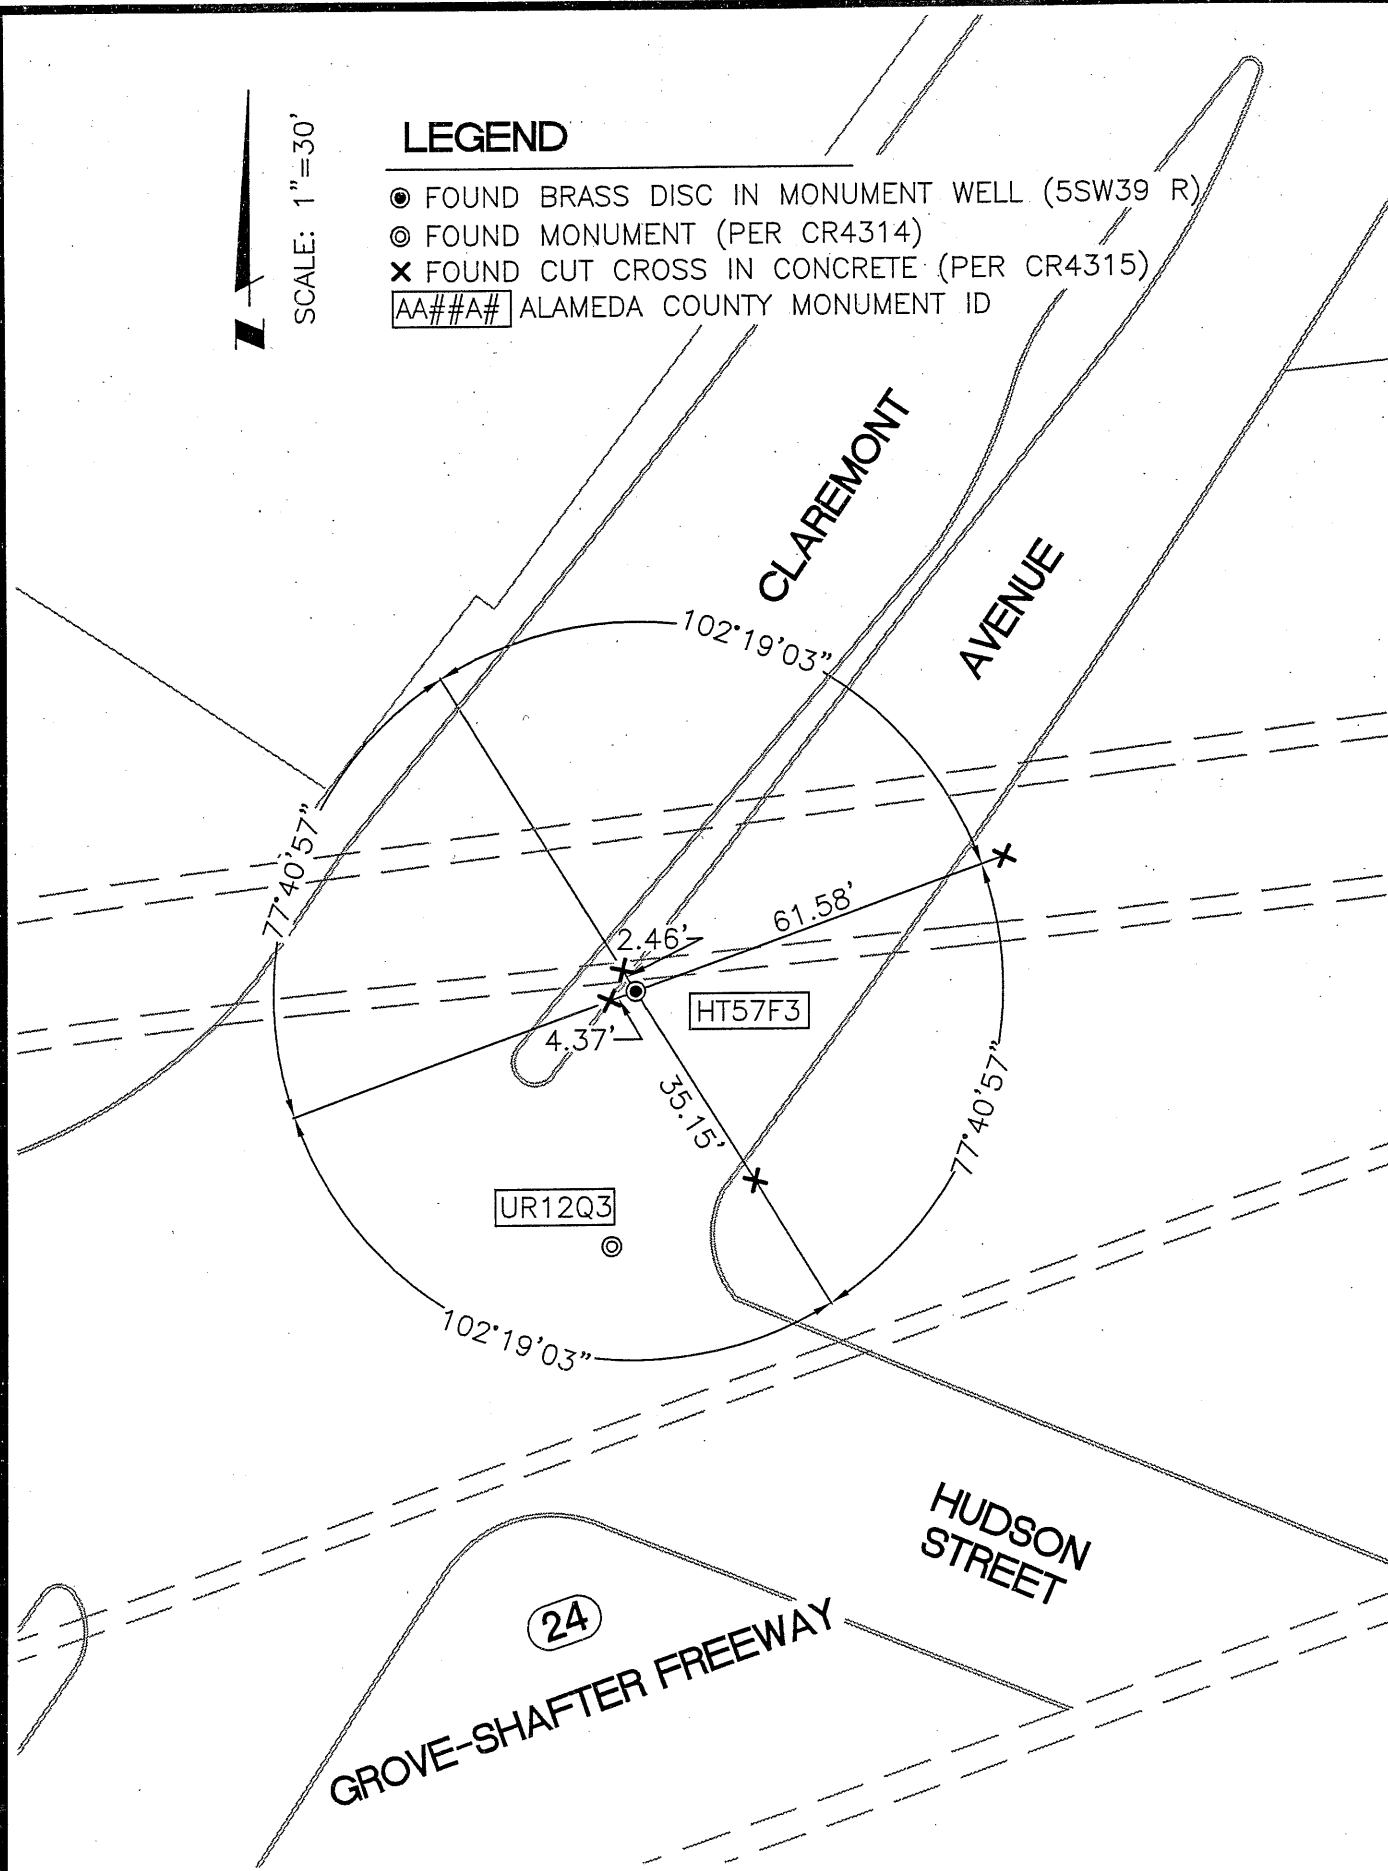 SCALE: 1"=30'
LEGEND
FOUND BRASS DISC IN MONUMENT WELL (5SW39 R)
FOUND MONUMENT (PER CR4314)
FOUND CUT CROSS IN CONCRETE (PER CR4315)
AA##A# ALAMEDA COUNTY MONUMENT ID
CLAREMONT
AVENUE
102°19'03"
77°40'57"
61.58'
2.46'
HT57F3
4.37'
35.15'
77°40'57"
UR12Q3
102°19'03"
HUDSON
STREET
24
GROVE-SHAFTER FREEWAY